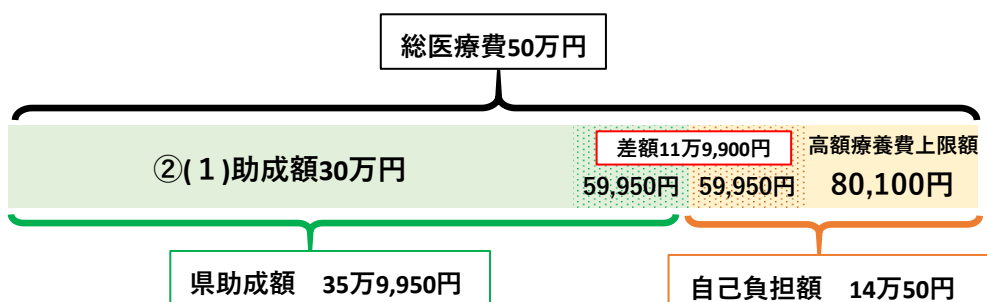 総医療費50万円
②(１)助成額30万円
差額11万9,900円
59,950円
59,950円
高額療養費上限額
80,100円
県助成額　35万9,950円
自己負担額　14万50円